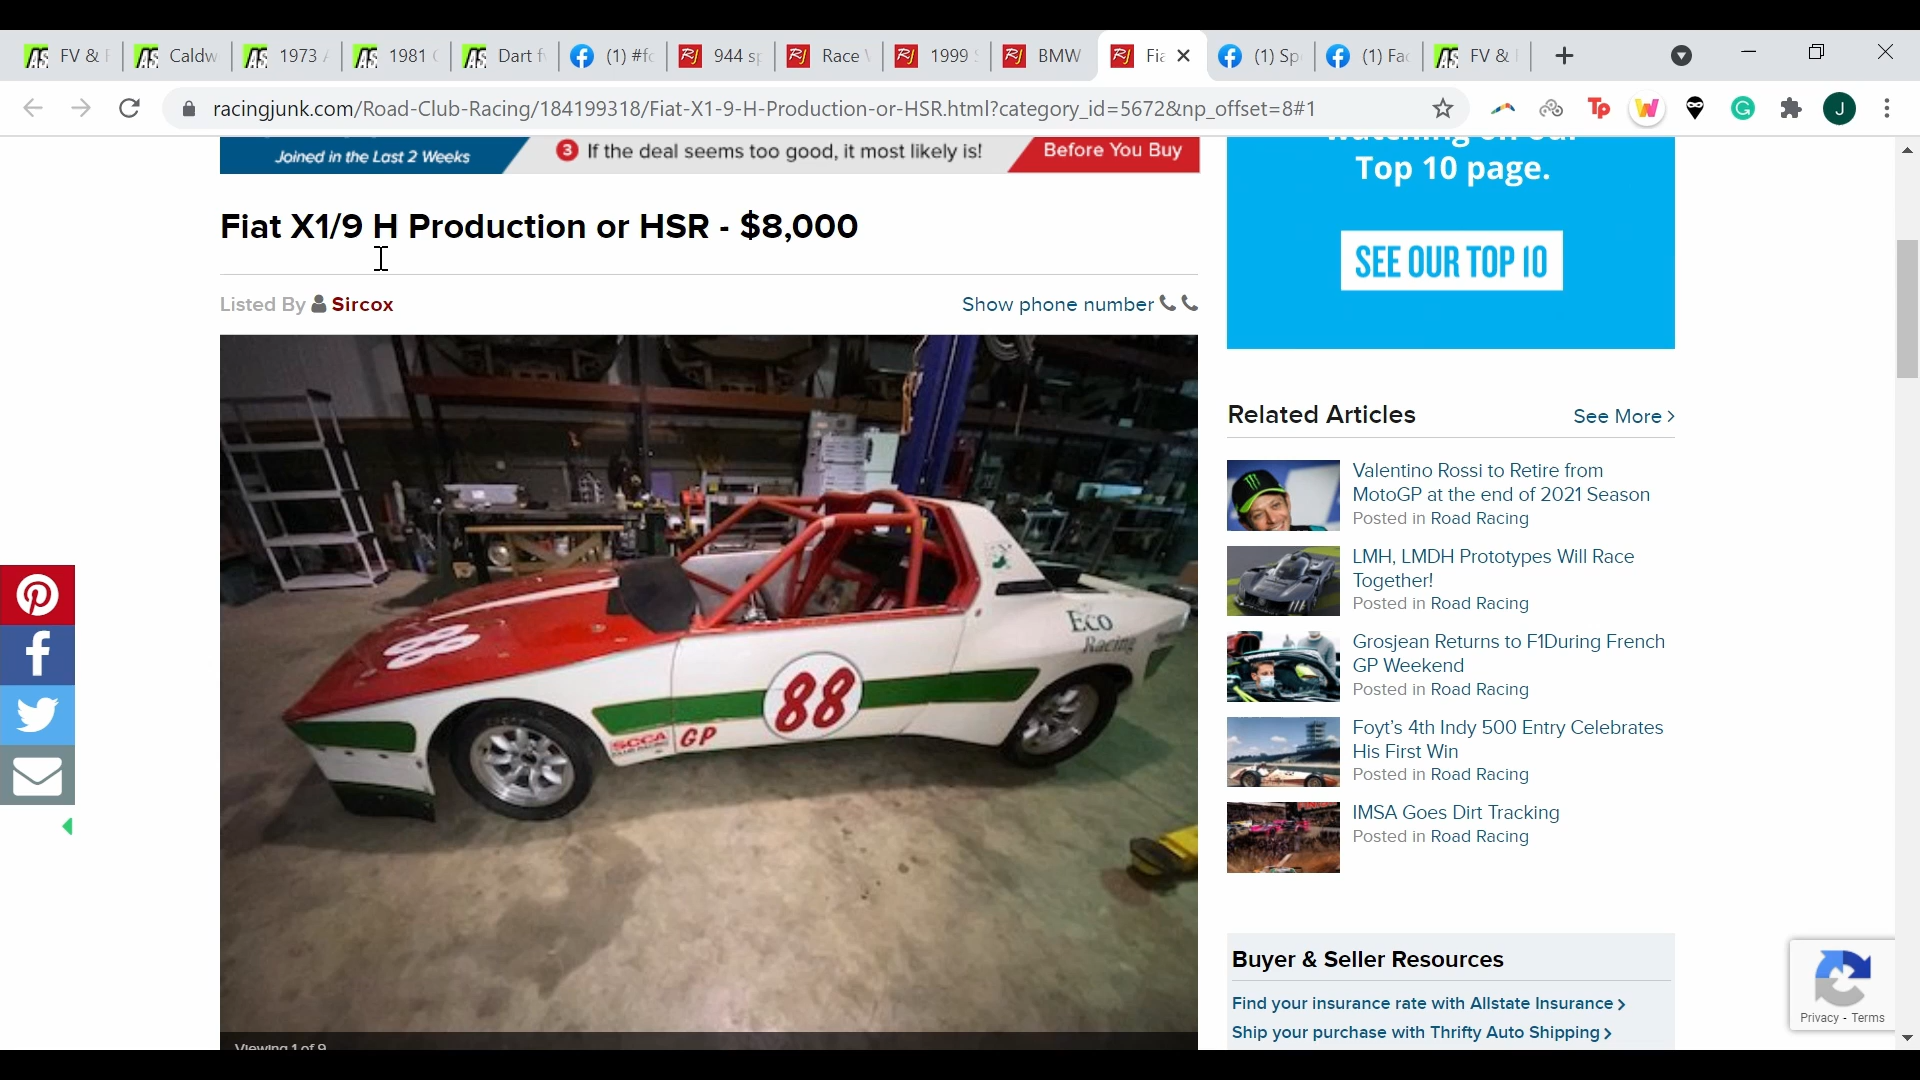 FV &
Caldw
1973
1981
Dart f
(1) #fo
944 s
Race
1999
BMW
Fia
(1) Sp
(1) Fac
FV &
racingjunk.com/Road-Club-Racing/184199318/Fiat-X1-9-H-Production-or-HSR.html?category_id=5672&np_offset=8#1
Joined in the Last 2 Weeks
3 If the deal seems too good, it most likely is!
Before You Buy
Top 10 page.
SEE OUR TOP 10
Fiat X1/9 H Production or HSR - $8,000
Listed By Sircox
Show phone number
88
88
Eco
Racing
SCCA
GP
Viewing 1 of 9
Related Articles
See More >
Valentino Rossi to Retire from
MotoGP at the end of 2021 Season
Posted in Road Racing
LMH, LMDH Prototypes Will Race
Together!
Posted in Road Racing
Grosjean Returns to F1During French
GP Weekend
Posted in Road Racing
Foyt's 4th Indy 500 Entry Celebrates
His First Win
Posted in Road Racing
IMSA Goes Dirt Tracking
Posted in Road Racing
Buyer & Seller Resources
Find your insurance rate with Allstate Insurance >
Ship your purchase with Thrifty Auto Shipping >
Privacy - Terms